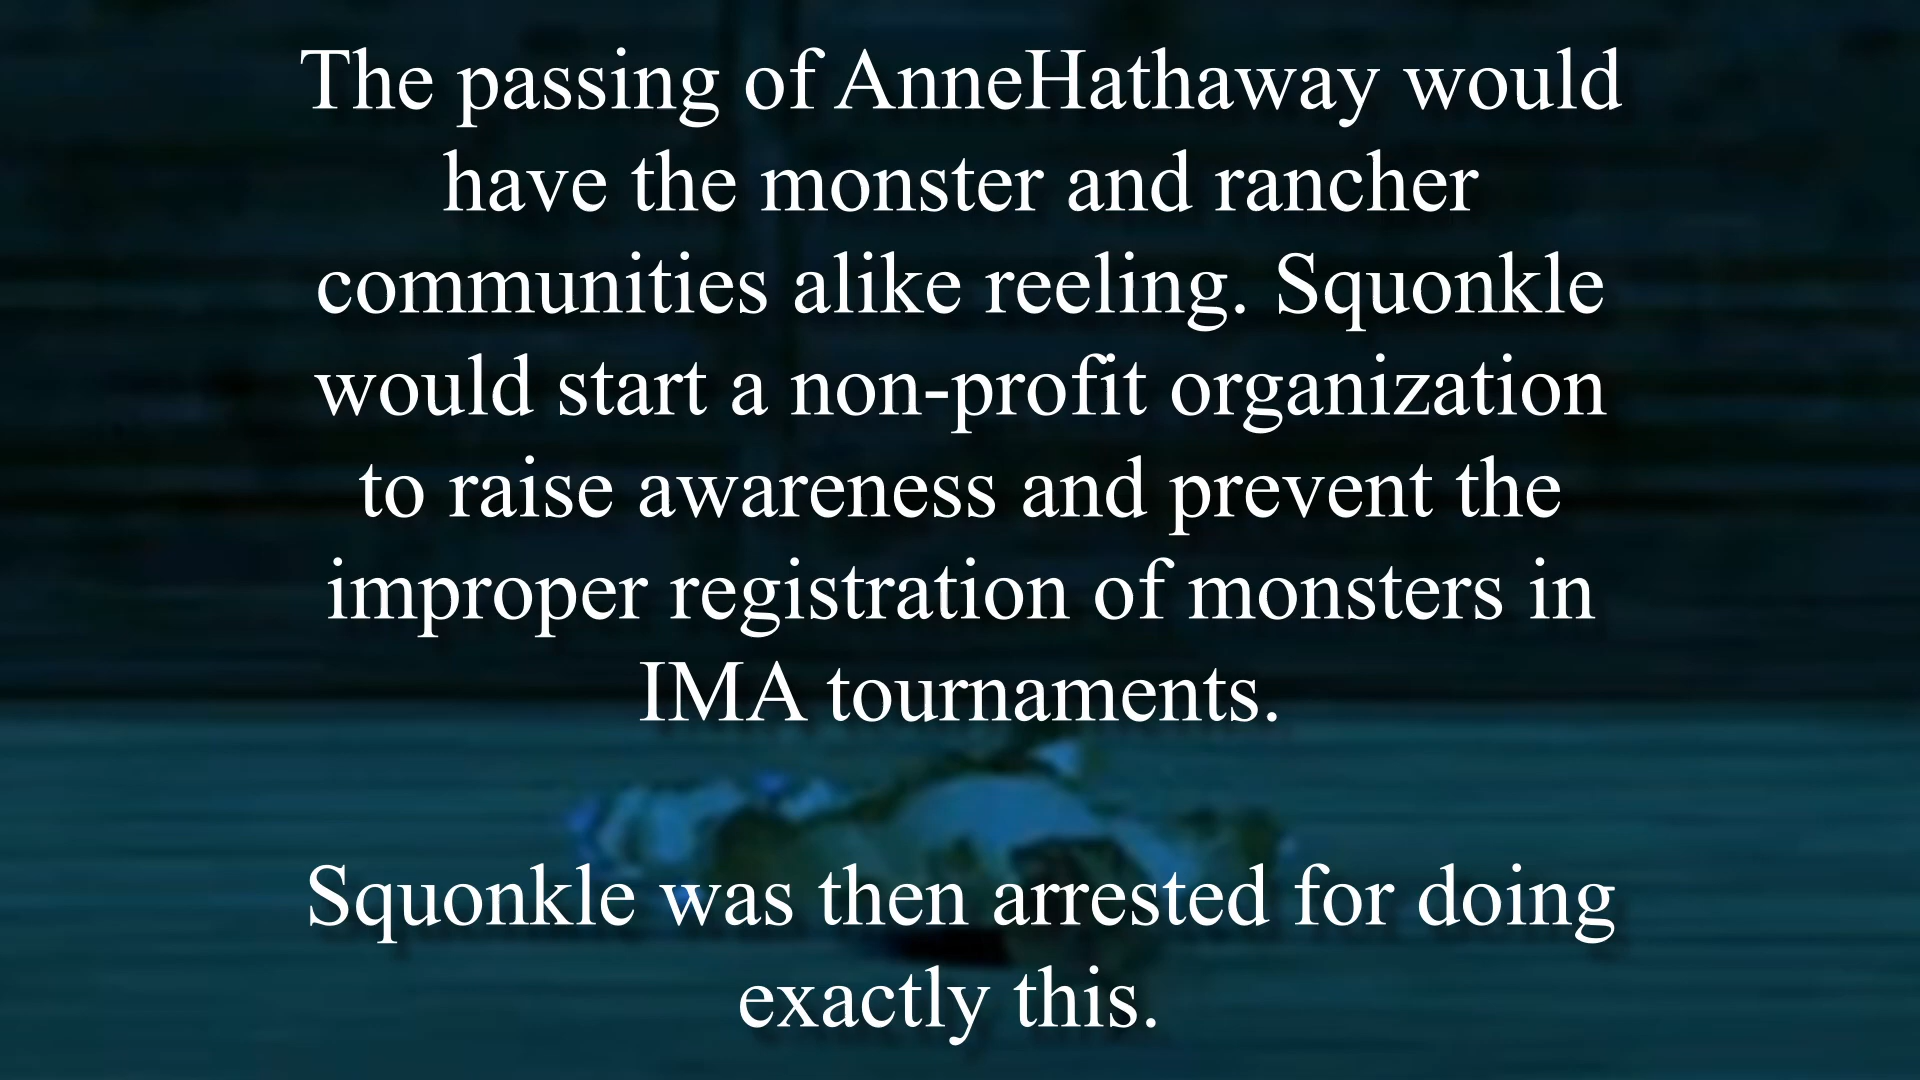 The passing of AnneHathaway would
have the monster and rancher
communities alike reeling. Squonkle
would start a non-profit organization
to raise awareness and prevent the
improper registration of monsters in
IMA tournaments.
Squonkle was then arrested for doing
exactly this.